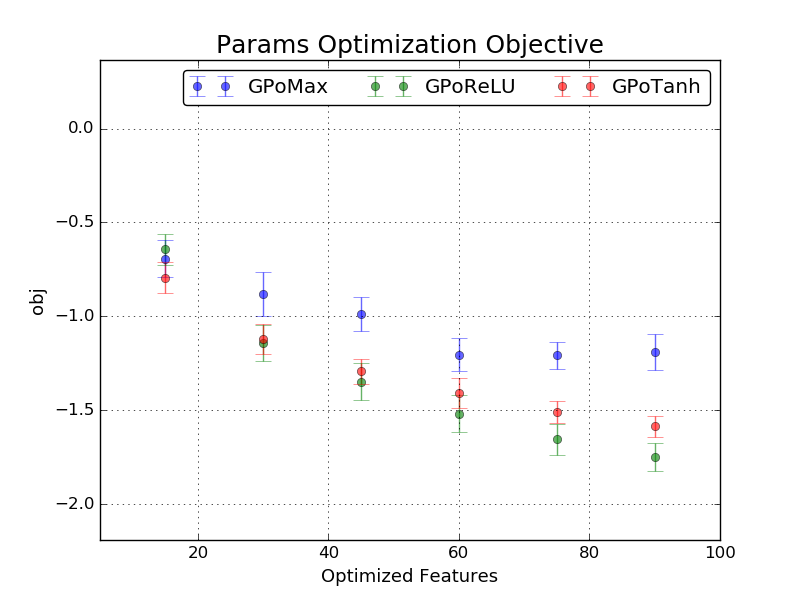 Params Optimization Objective
GPoMax GPoReLU GPoTanh
0.0
−0.5
−1.0
−1.5
−2.0
obj
20 40 60 80 100
Optimized Features